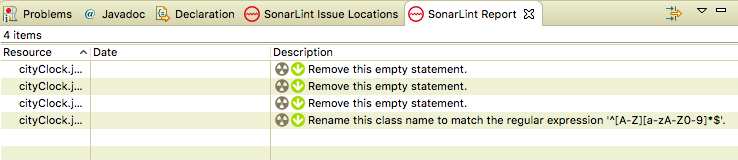 Problems Javadoc Declaration SonarLint Issue Locations SonarLint Report
4 items
Resource Date Description
cityClock.j... Remove this empty statement.
cityClock.j... Remove this empty statement.
cityClock.j... Remove this empty statement.
cityClock.j... Rename this class name to match the regular expression '^[A-Z][a-zA-Z0-9]*$'.